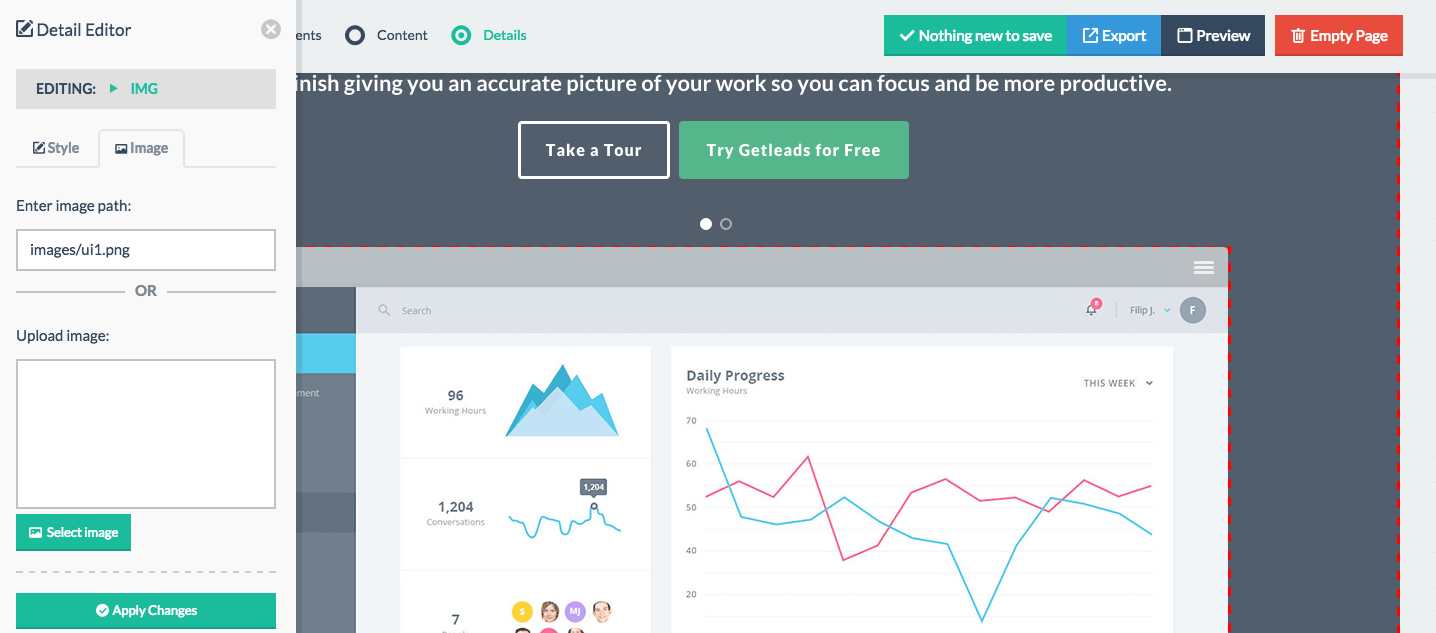 Detail Editor
EDITING: IMG
Style Image
Enter image path:
images/ui1.png
OR
Upload image:
Select image
Apply Changes
ents Content Details
Nothing new to save Export Preview Empty Page
inish giving you an accurate picture of your work so you can focus and be more productive.
Take a Tour Try Getleads for Free
Search 8 Filip J. F
ment
96
Working Hours
1,204
1,204
Conversations
7
S MJ
Daily Progress
Working Hours
THIS WEEK
70
60
50
40
20